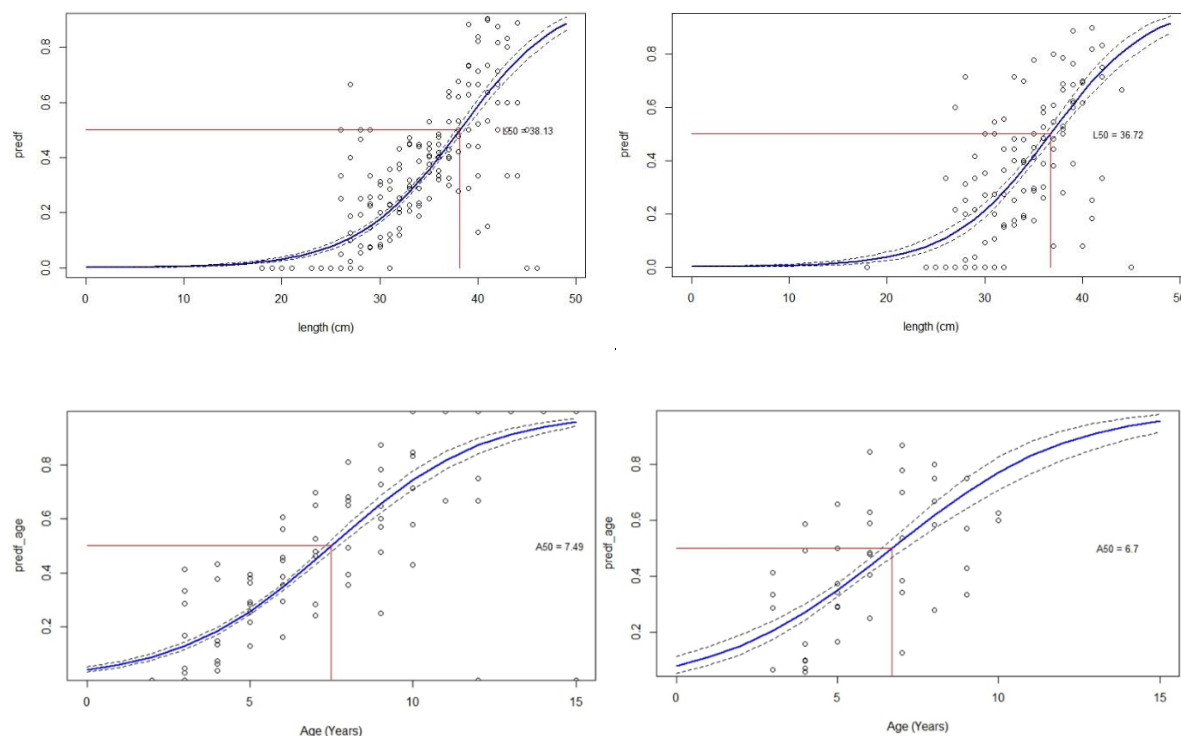 predf
0.0
0.2
0.4
0.6
0.8
L50 = 38.13
0 10 20 30 40 50
length (cm)
predf
0.0
0.2
0.4
0.6
0.8
L50 = 36.72
0 10 20 30 40 50
length (cm)
pred_age
0.2
0.4
0.6
0.8
A50 = 7.49
0 5 10 15
Age (Years)
predf_age
0.2
0.4
0.6
0.8
A50 = 6.7
0 5 10 15
Age (Years)